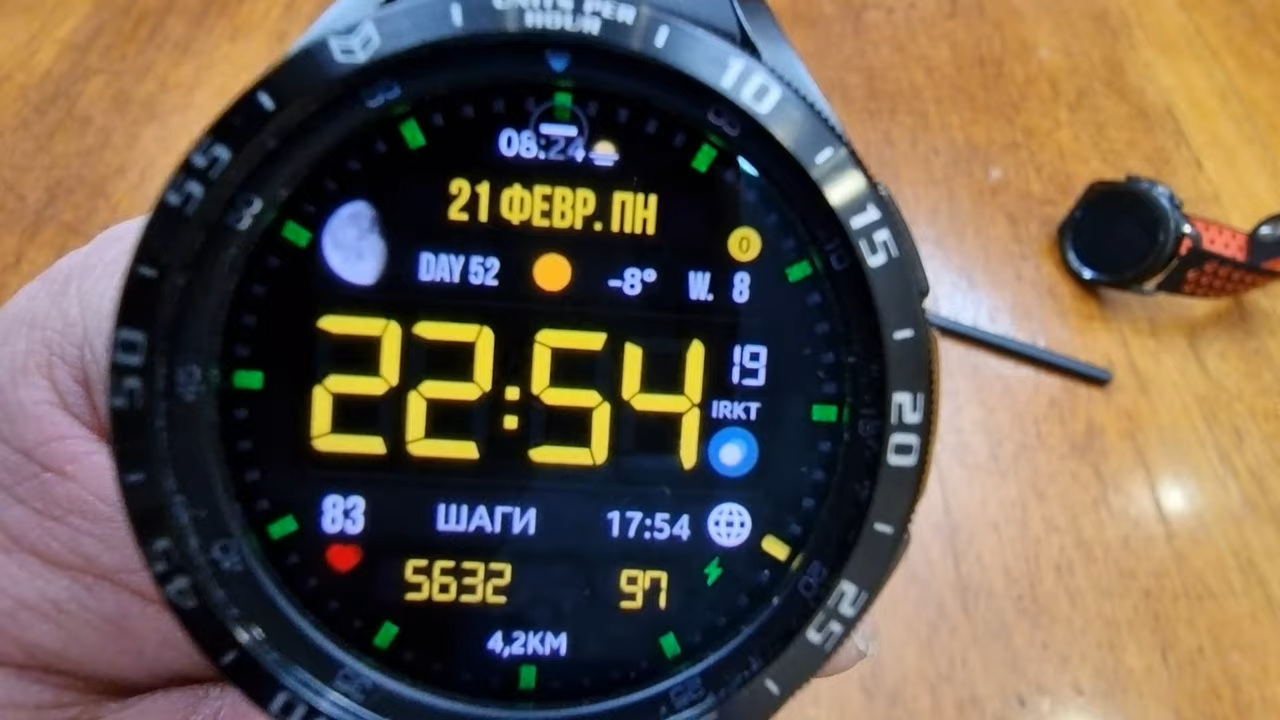 UNITS PER
HOUR
10
15
20
25
55
50
45
08:24
21 ФЕВР. ПН
0
DAY 52 -8° W. 8
22:54
19
IRKT
83 ШАГИ 17:54
5632 97
4,2KM